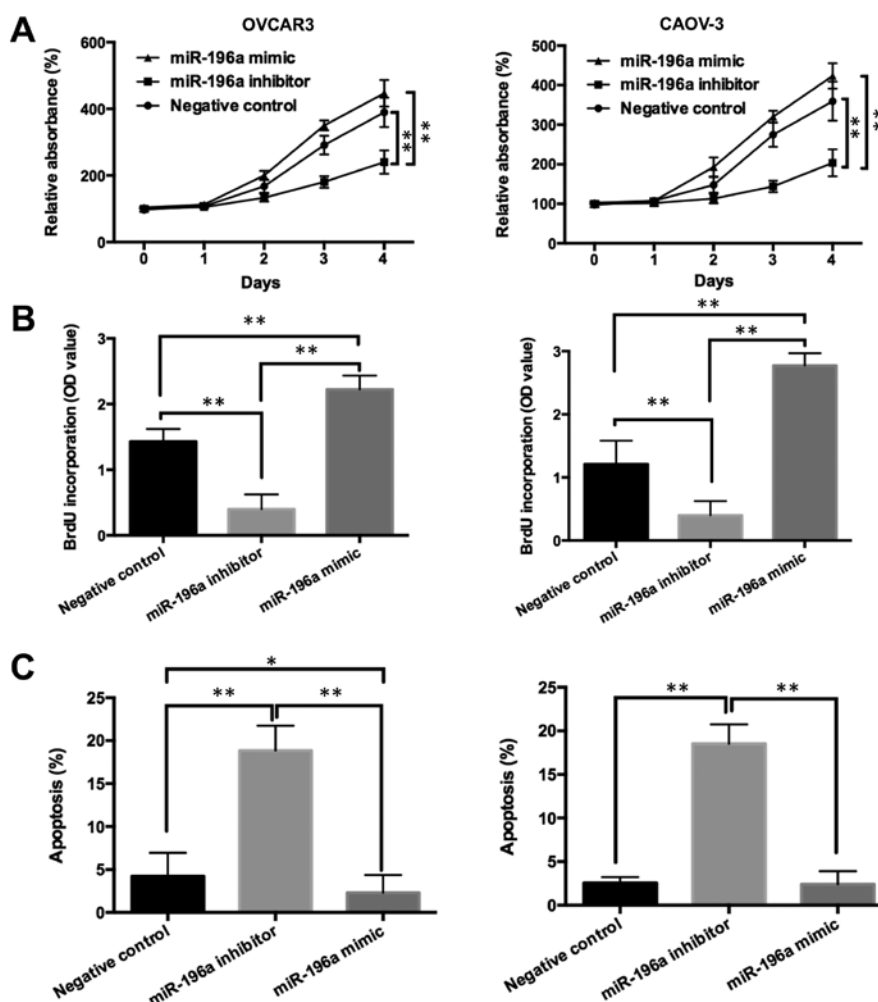 A
OVCAR3
Relative absorbance (%)
600
400
200
0
miR-196a mimic
miR-196a inhibitor
Negative control
**
**
0 1 2 3 4
Days
CAOV-3
Relative absorbance (%)
500
400
300
200
100
0
miR-196a mimic
miR-196a inhibitor
Negative control
**
0 1 2 3 4
Days
B
BrdU incorporation (OD value)
3
2
1
0
**
**
**
Negative control
miR-196a inhibitor
miR-196a mimic
BrdU incorporation (OD value)
3
2
1
0
**
**
**
Negative control
miR-196a inhibitor
miR-196a mimic
C
Apoptosis (%)
25
20
15
10
5
0
*
**
**
Negative control
miR-196a inhibitor
miR-196a mimic
Apoptosis (%)
25
20
15
10
5
0
**
**
Negative control
miR-196a inhibitor
miR-196a mimic